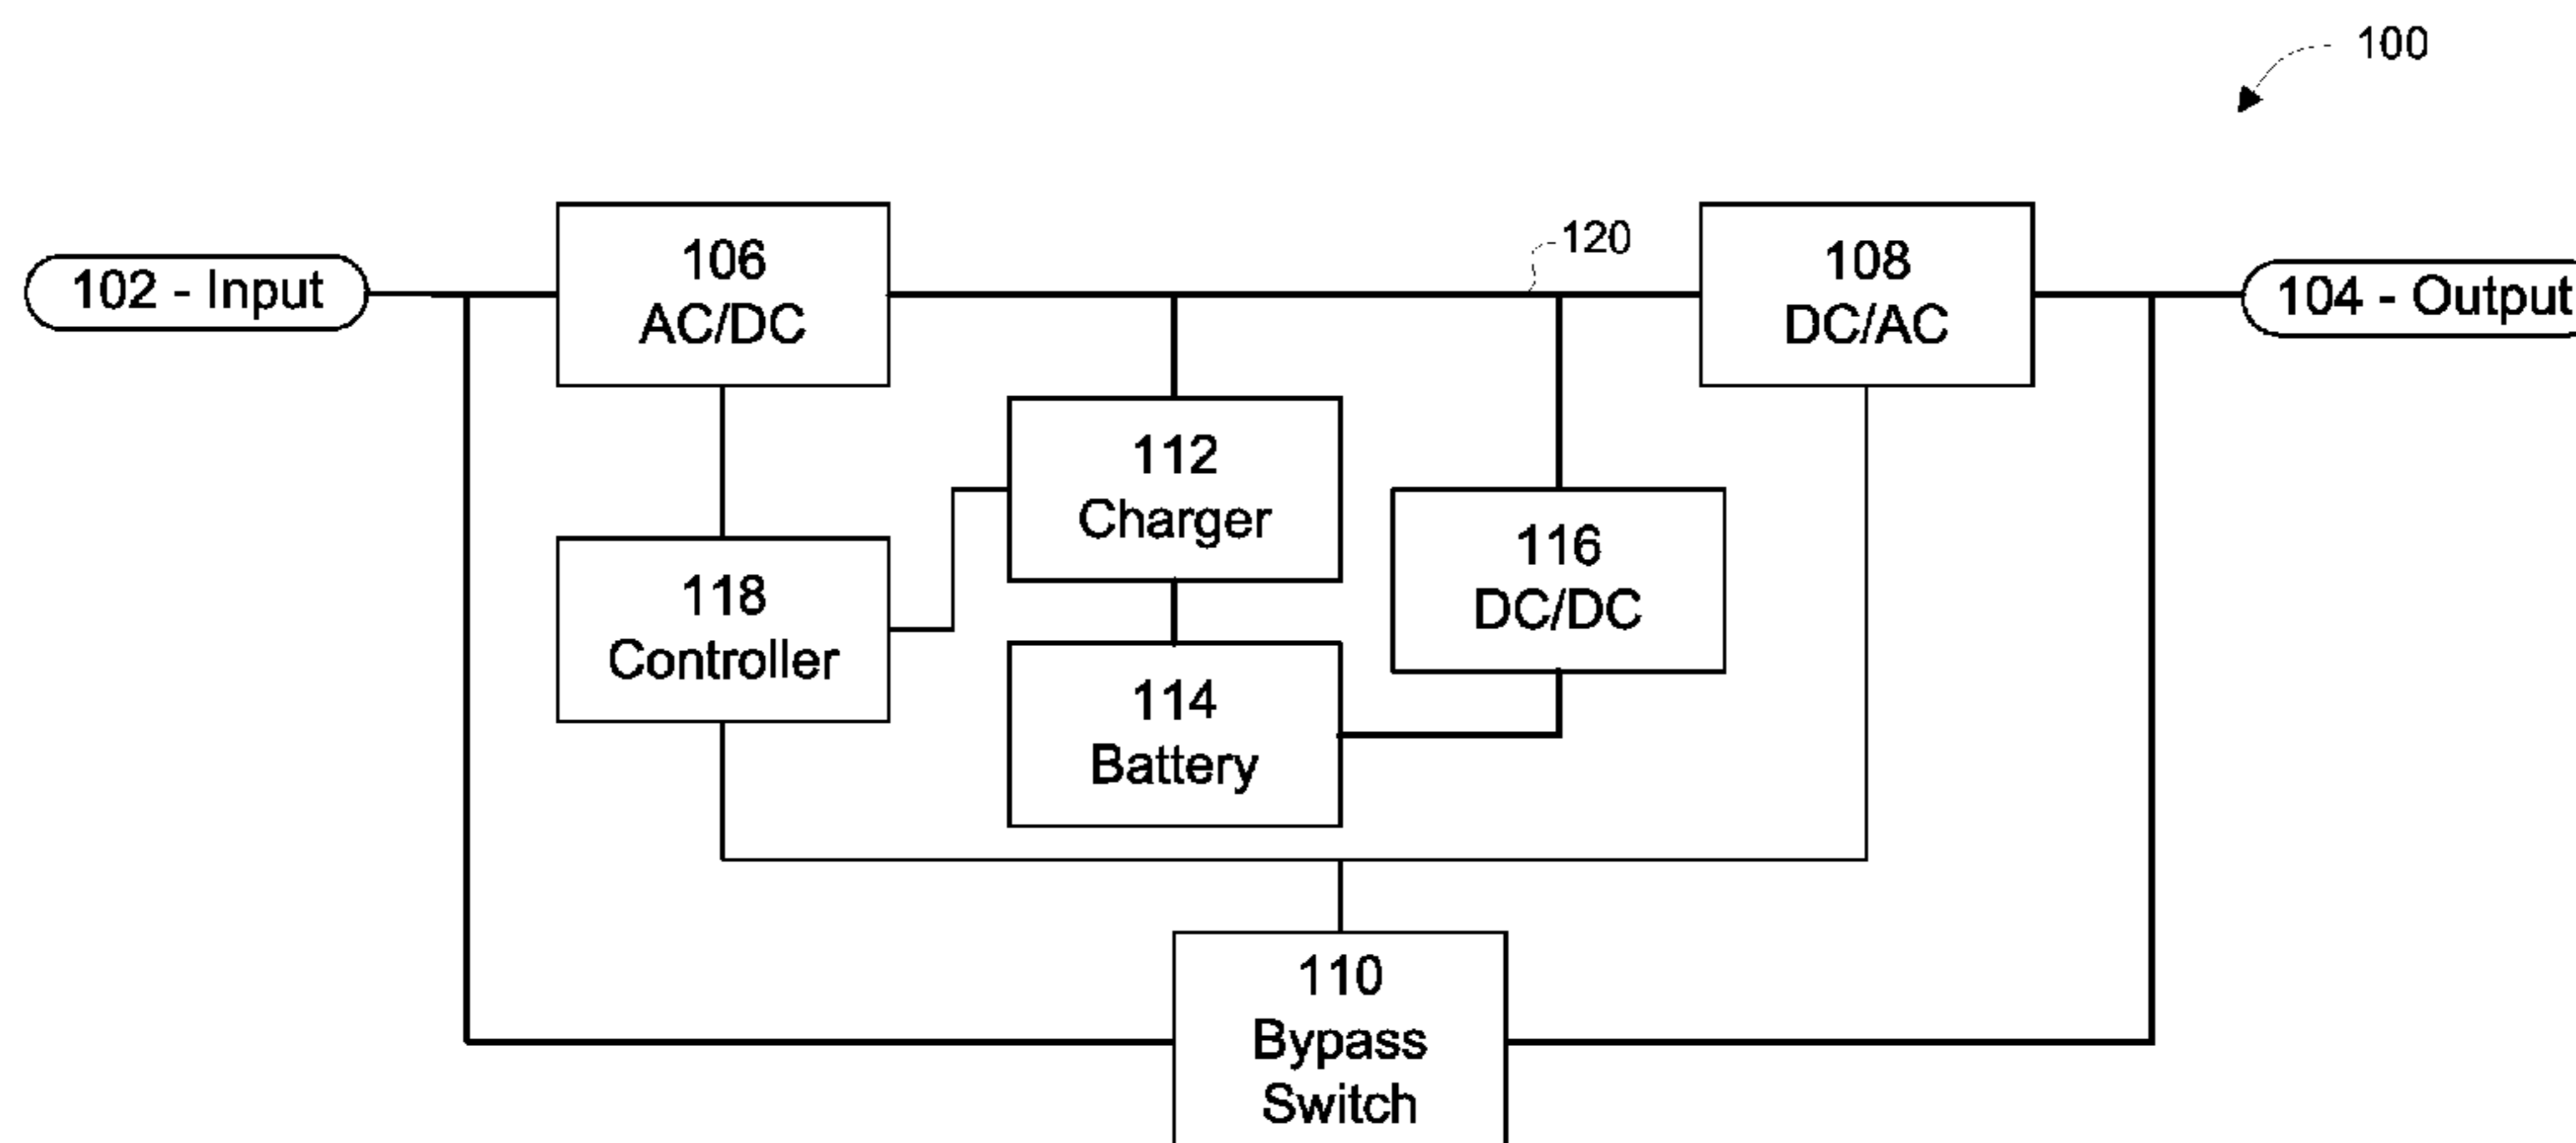 100
120
106
AC/DC
108
DC/AC
102 - Input
104 - Output
112
Charger
116
DC/DC
118
Controller
114
Battery
110
Bypass
Switch